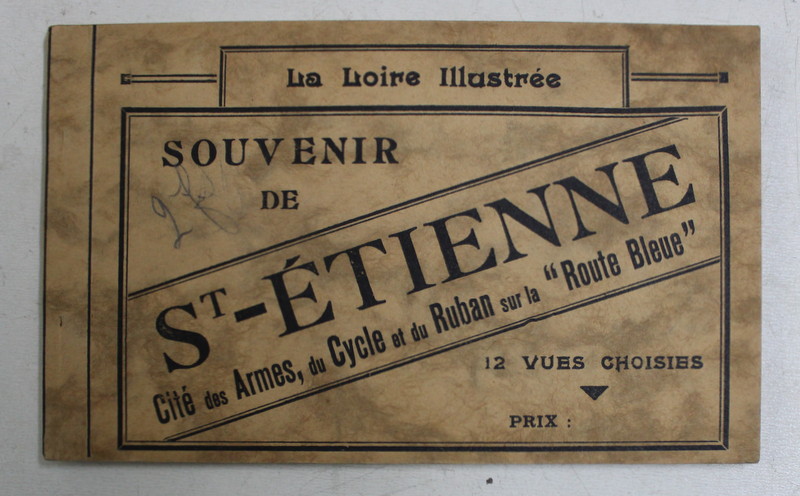 La Loire Illustrée
SOUVENIR
DE
ST-ÉTIENNE
Cité des Armes, du Cycle et du Ruban sur la "Route Bleue"
12 VUES CHOISIES
PRIX :